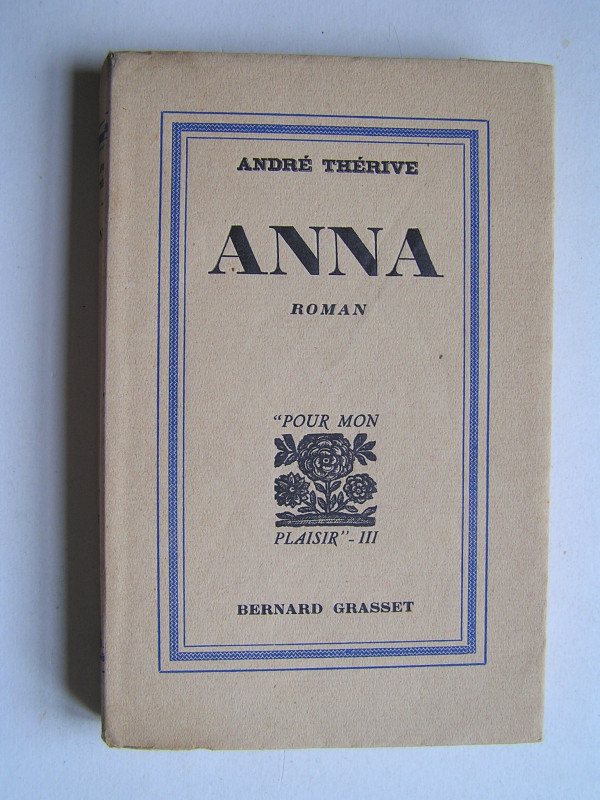 ANDRÉ THÉRIVE
ANNA
ROMAN
"POUR MON
PLAISIR"-III
BERNARD GRASSET